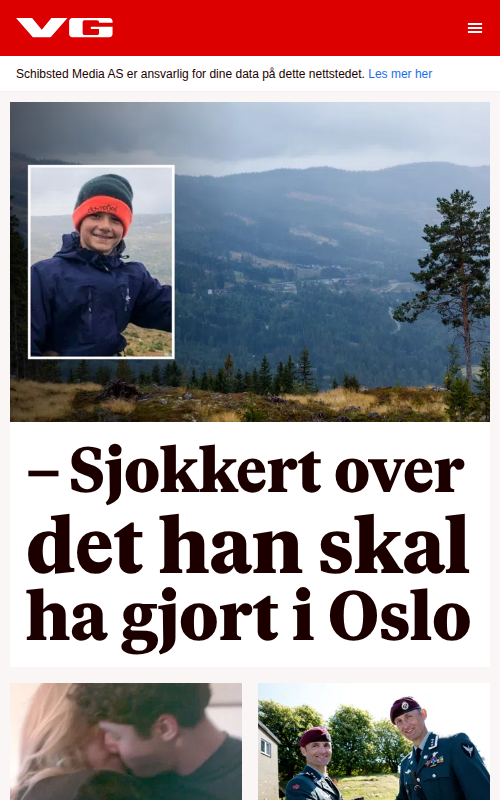 VG
Schibsted Media AS er ansvarlig for dine data på dette nettstedet. Les mer her
– Sjokkert over
det han skal
ha gjort i Oslo